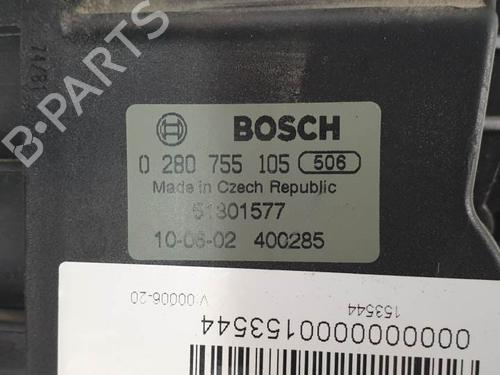 BOSCH
0 280 755 105 506
Made in Czech Republic
51801577
10-06-02 400285
V:00006-20
153544
0000000000153544